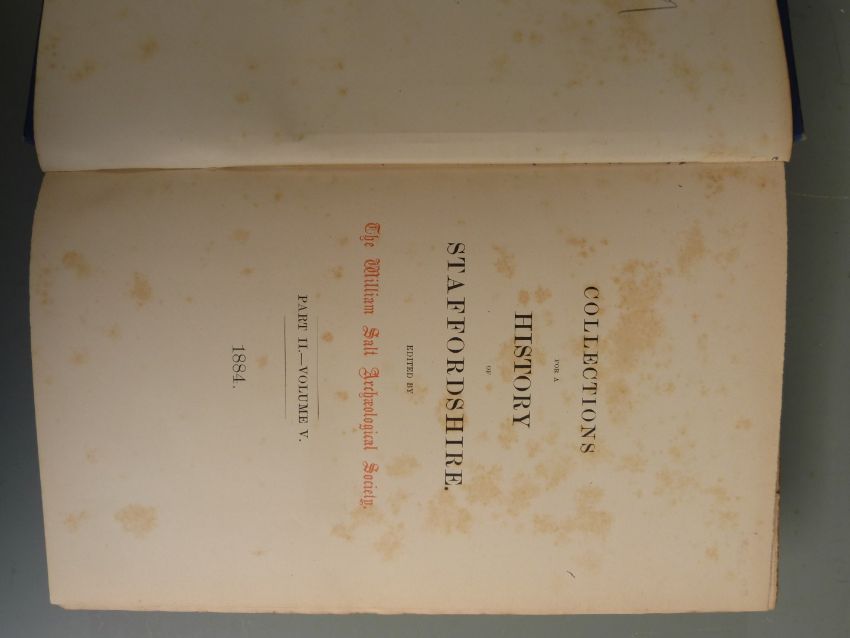 COLLECTIONS
FOR A
HISTORY
OF
STAFFORDSHIRE.
EDITED BY
The William Salt Archæological Society.
PART II.—VOLUME V.
1884.